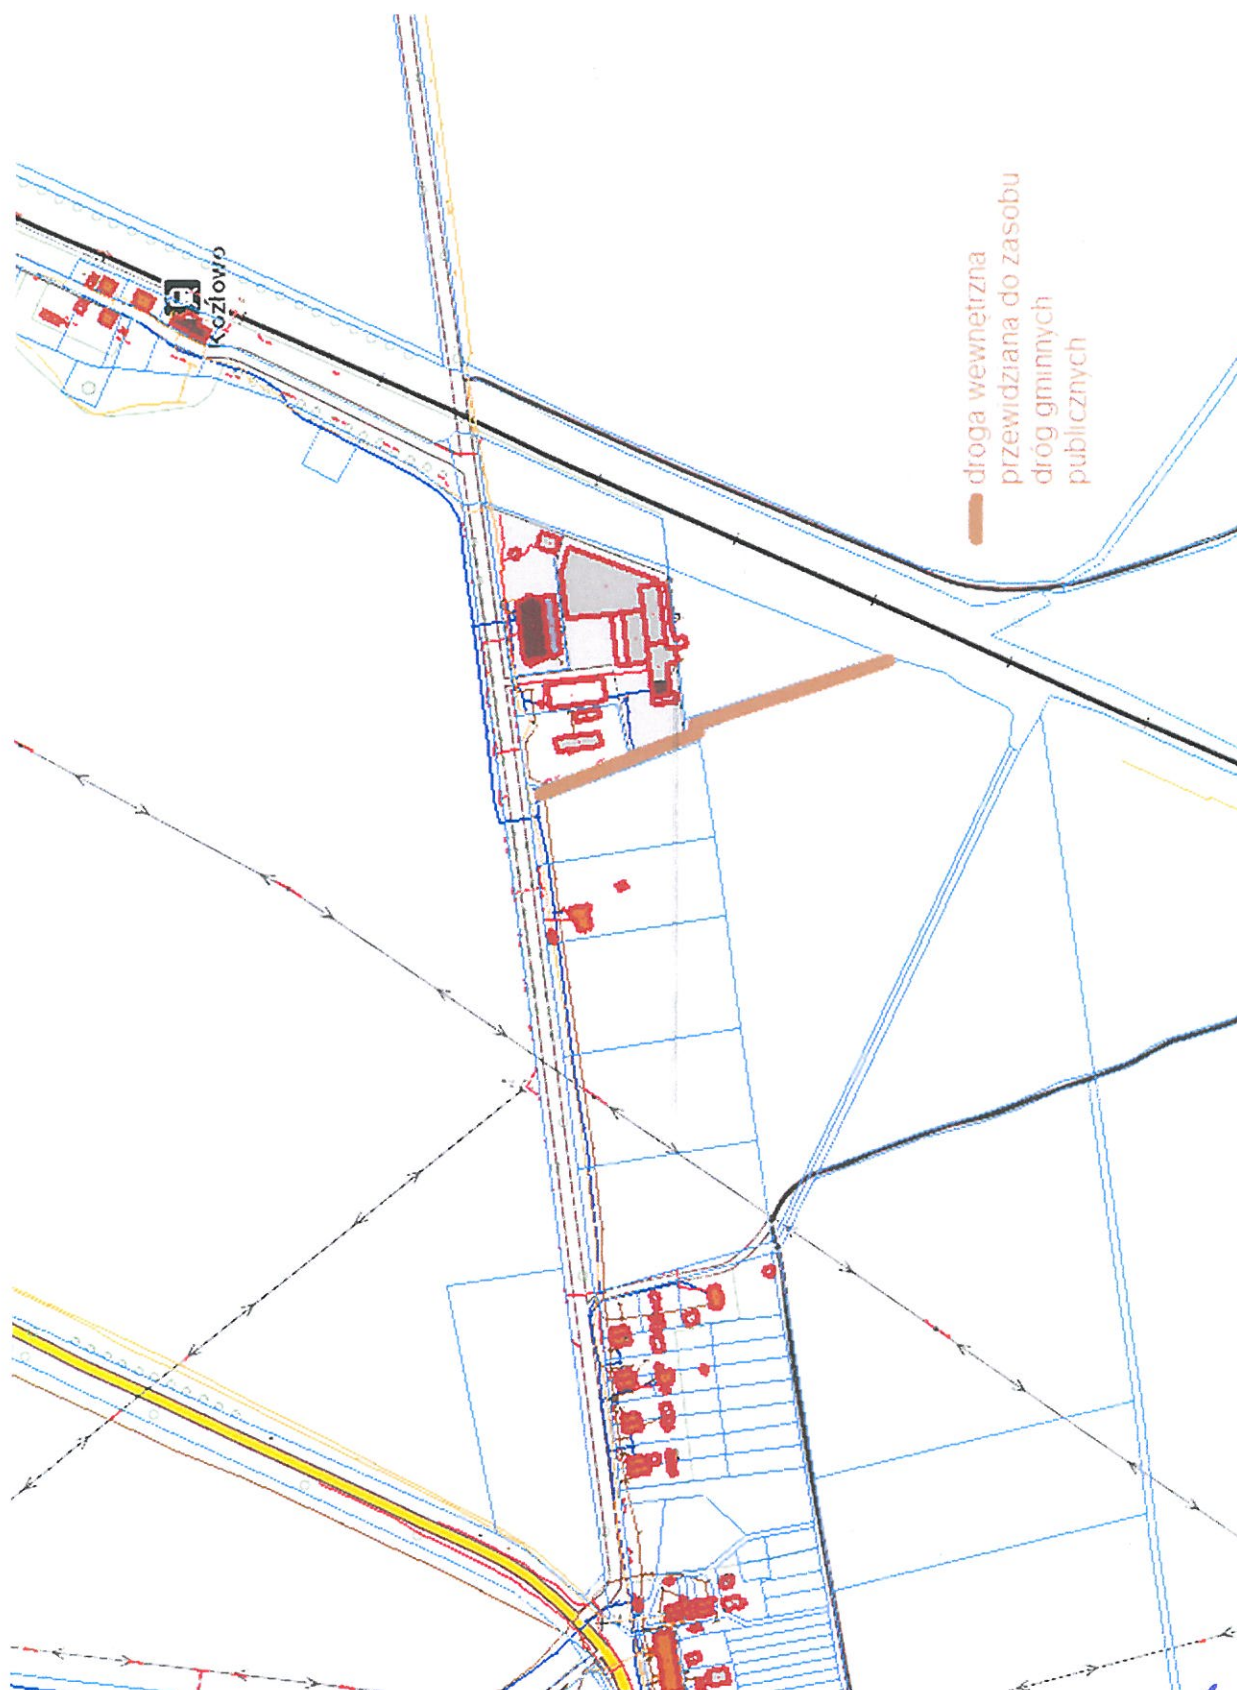 Kozłowo
droga wewnętrzna
przewidziana do zasobu
dróg gminnych
publicznych